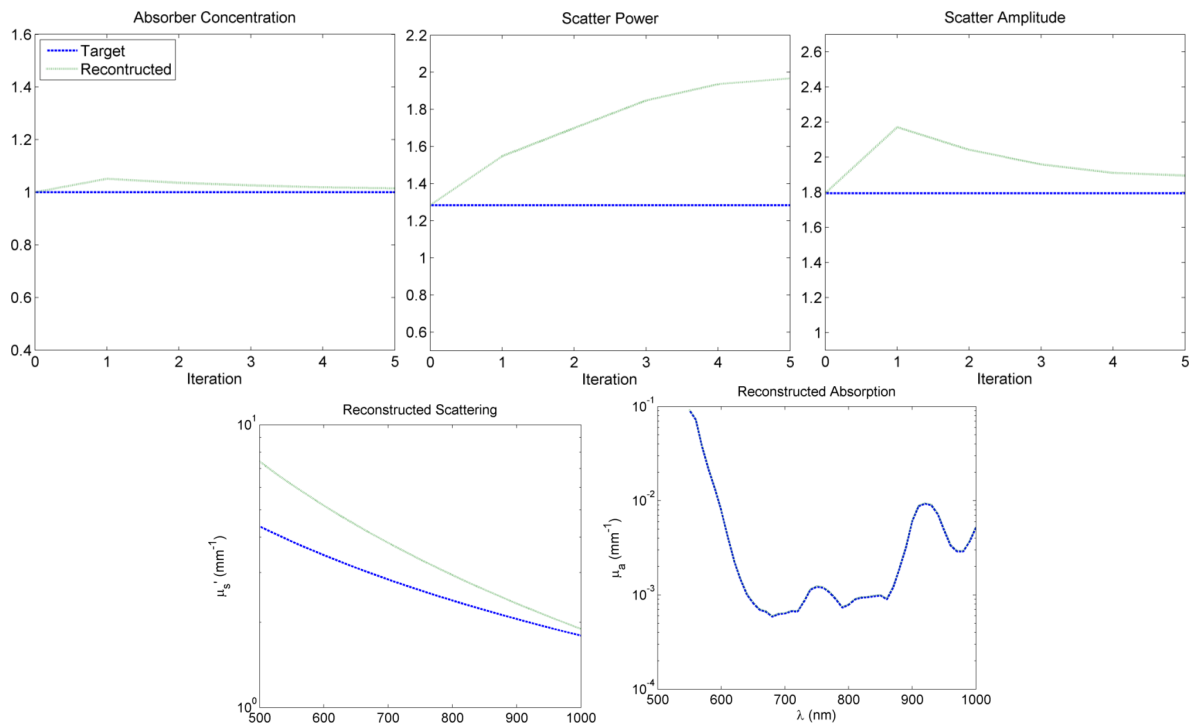 Absorber Concentration
1.6
1.4
1.2
1
0.8
0.6
0.4
0 1 2 3 4 5
Iteration
Target
Recontructed
Scatter Power
2.2
2
1.8
1.6
1.4
1.2
1
0.8
0.6
0 1 2 3 4 5
Iteration
Scatter Amplitude
2.6
2.4
2.2
2
1.8
1.6
1.4
1.2
1
0 1 2 3 4 5
Iteration
Reconstructed Scattering
10¹
10⁰
μs' (mm⁻¹)
500 600 700 800 900 1000
Reconstructed Absorption
10⁻¹
10⁻²
10⁻³
10⁻⁴
μa (mm⁻¹)
500 600 700 800 900 1000
λ (nm)